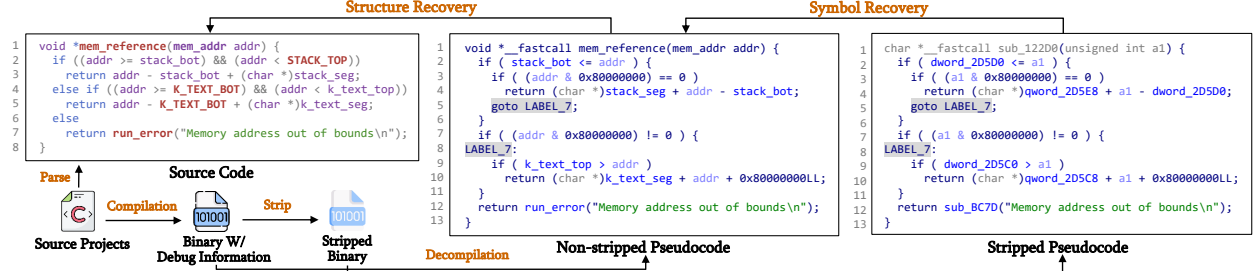 Structure Recovery
Symbol Recovery
1 void *mem_reference(mem_addr addr) {
2 if ((addr >= stack_bot) && (addr < STACK_TOP))
3 return addr - stack_bot + (char *)stack_seg;
4 else if ((addr >= K_TEXT_BOT) && (addr < k_text_top))
5 return addr - K_TEXT_BOT + (char *)k_text_seg;
6 else
7 return run_error("Memory address out of bounds\n");
8 }
Source Code
1 void *__fastcall mem_reference(mem_addr addr) {
2 if ( stack_bot <= addr ) {
3 if ( (addr & 0x80000000) == 0 )
4 return (char *)stack_seg + addr - stack_bot;
5 goto LABEL_7;
6 }
7 if ( (addr & 0x80000000) != 0 ) {
8 LABEL_7:
9 if ( k_text_top > addr )
10 return (char *)k_text_seg + addr + 0x80000000LL;
11 }
12 return run_error("Memory address out of bounds\n");
13 }
Non-stripped Pseudocode
1 char *__fastcall sub_122D0(unsigned int a1) {
2 if ( dword_2D5D0 <= a1 ) {
3 if ( (a1 & 0x80000000) == 0 )
4 return (char *)qword_2D5E8 + a1 - dword_2D5D0;
5 goto LABEL_7;
6 }
7 if ( (a1 & 0x80000000) != 0 ) {
8 LABEL_7:
9 if ( dword_2D5C0 > a1 )
10 return (char *)qword_2D5C8 + a1 + 0x80000000LL;
11 }
12 return sub_BC7D("Memory address out of bounds\n");
13 }
Stripped Pseudocode
Parse
<C>
Source Projects
Compilation
101001
Binary W/
Debug Information
Strip
101001
Stripped
Binary
Decompilation